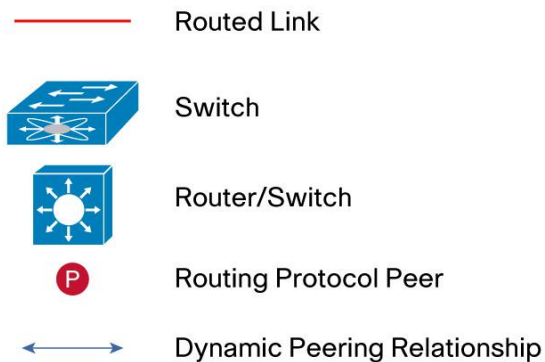 Routed Link
Switch
Router/Switch
P Routing Protocol Peer
Dynamic Peering Relationship